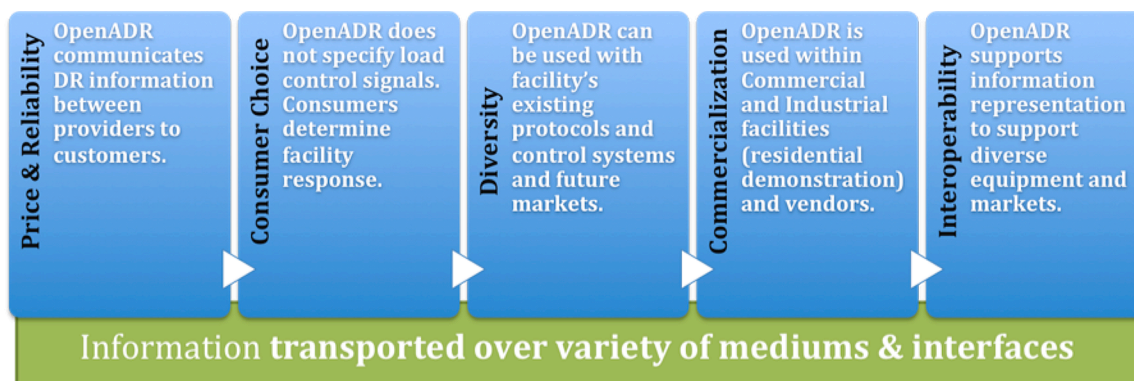 Price & Reliability
OpenADR
communicates
DR information
between
providers to
customers.
Consumer Choice
OpenADR does
not specify load
control signals.
Consumers
determine
facility
response.
Diversity
OpenADR can
be used with
facility's
existing
protocols and
control systems
and future
markets.
Commercialization
OpenADR is
used within
Commercial
and Industrial
facilities
(residential
demonstration)
and vendors.
Interoperability
OpenADR
supports
information
representation
to support
diverse
equipment and
markets.
Information transported over variety of mediums & interfaces